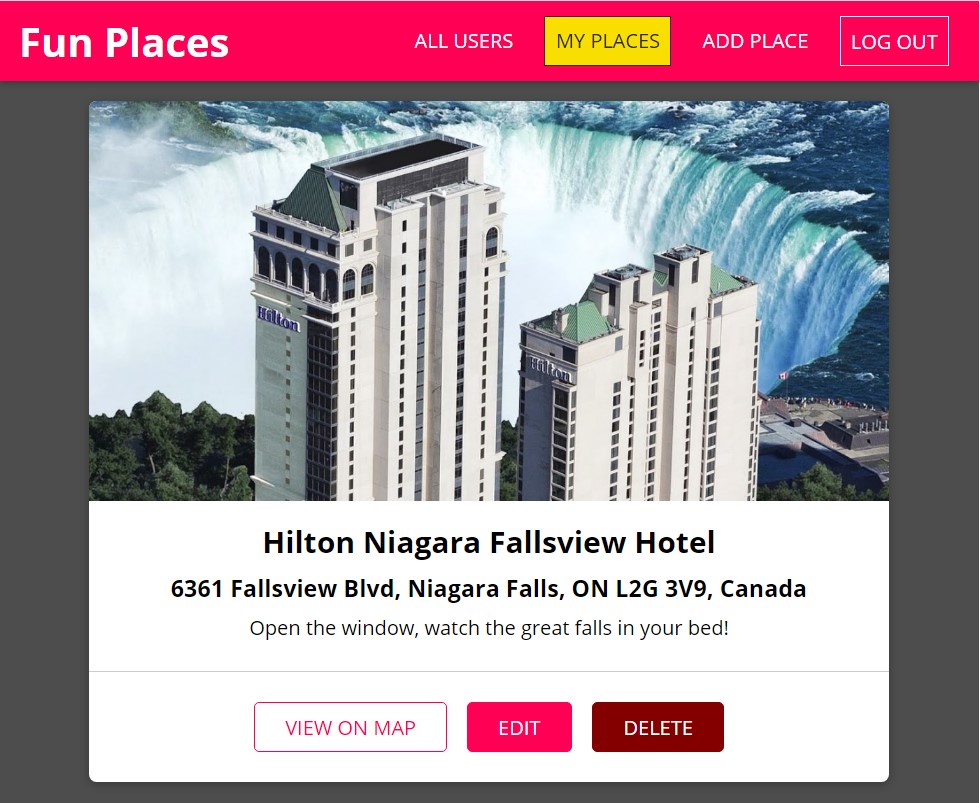 Fun Places
ALL USERS
MY PLACES
ADD PLACE
LOG OUT
Hilton
Hilton
Hilton Niagara Fallsview Hotel
6361 Fallsview Blvd, Niagara Falls, ON L2G 3V9, Canada
Open the window, watch the great falls in your bed!
VIEW ON MAP
EDIT
DELETE